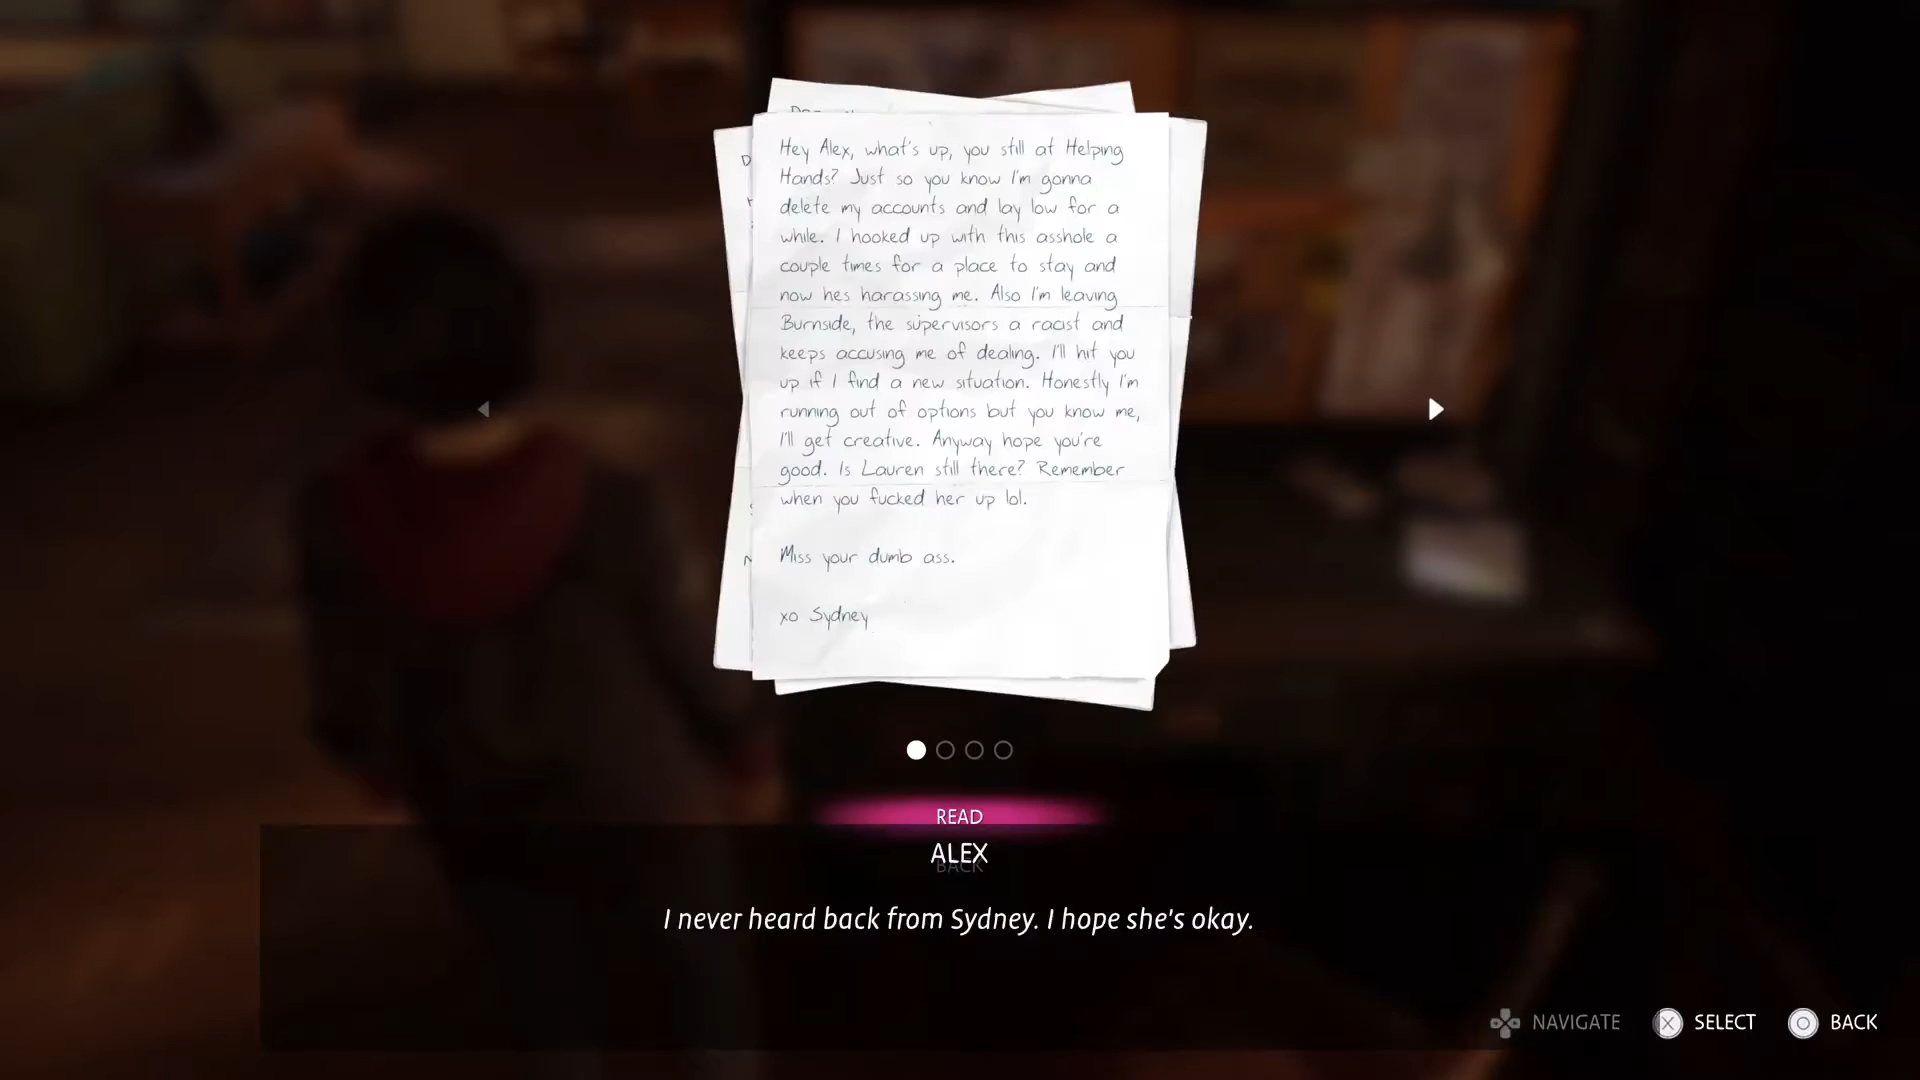 Hey Alex, what's up, you still at Helping
Hands? Just so you know I'm gonna
delete my accounts and lay low for a
while. I hooked up with this asshole a
couple times for a place to stay and
now hes harassing me. Also I'm leaving
Burnside, the supervisors a racist and
keeps accusing me of dealing. I'll hit you
up if I find a new situation. Honestly I'm
running out of options but you know me,
I'll get creative. Anyway hope you're
good. Is Lauren still there? Remember
when you fucked her up lol.
Miss your dumb ass.
xo Sydney
READ
ALEX
BACK
I never heard back from Sydney. I hope she's okay.
NAVIGATE SELECT BACK